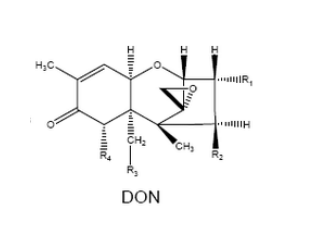 H H H
H₃C O
R₁
O
O
H
CH₂ CH₃
R₄ R₂
R₃
DON